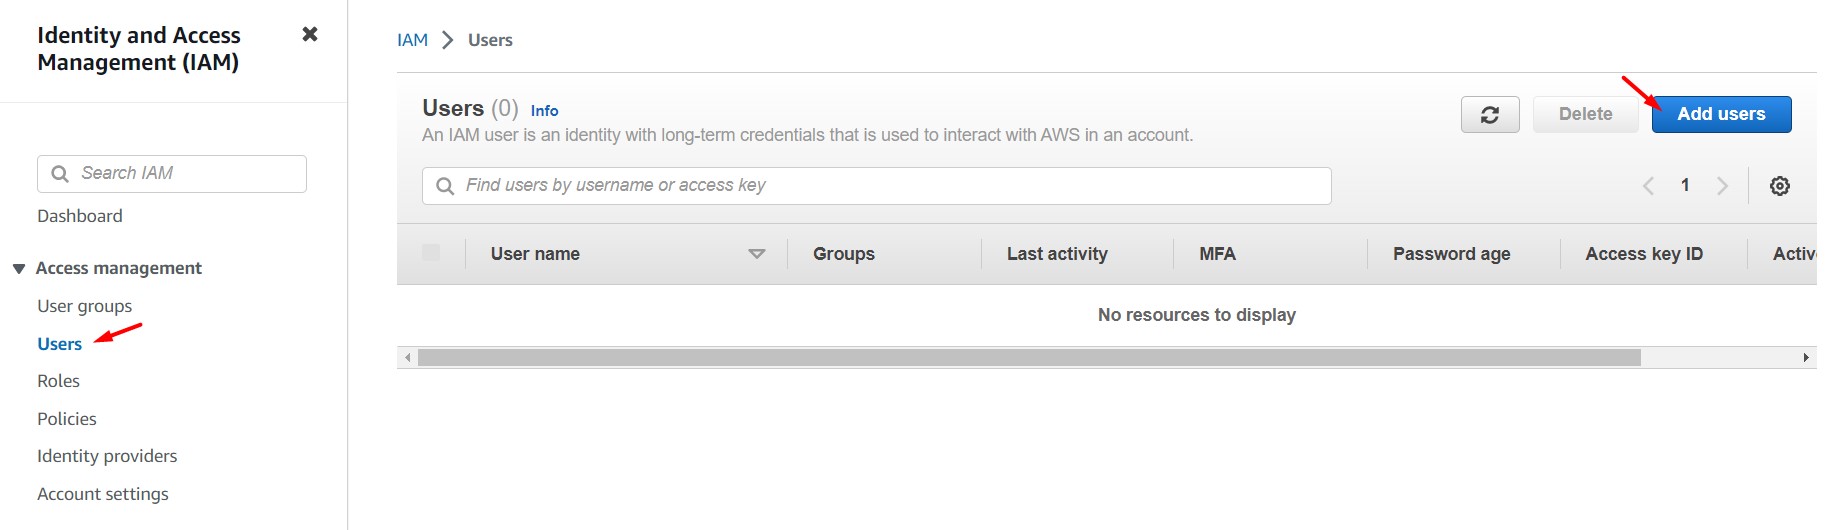 Identity and Access
Management (IAM)
Search IAM
Dashboard
Access management
User groups
Users
Roles
Policies
Identity providers
Account settings
IAM > Users
Users (0) Info
An IAM user is an identity with long-term credentials that is used to interact with AWS in an account.
Delete
Add users
Find users by username or access key
1
User name Groups Last activity MFA Password age Access key ID Activ
No resources to display